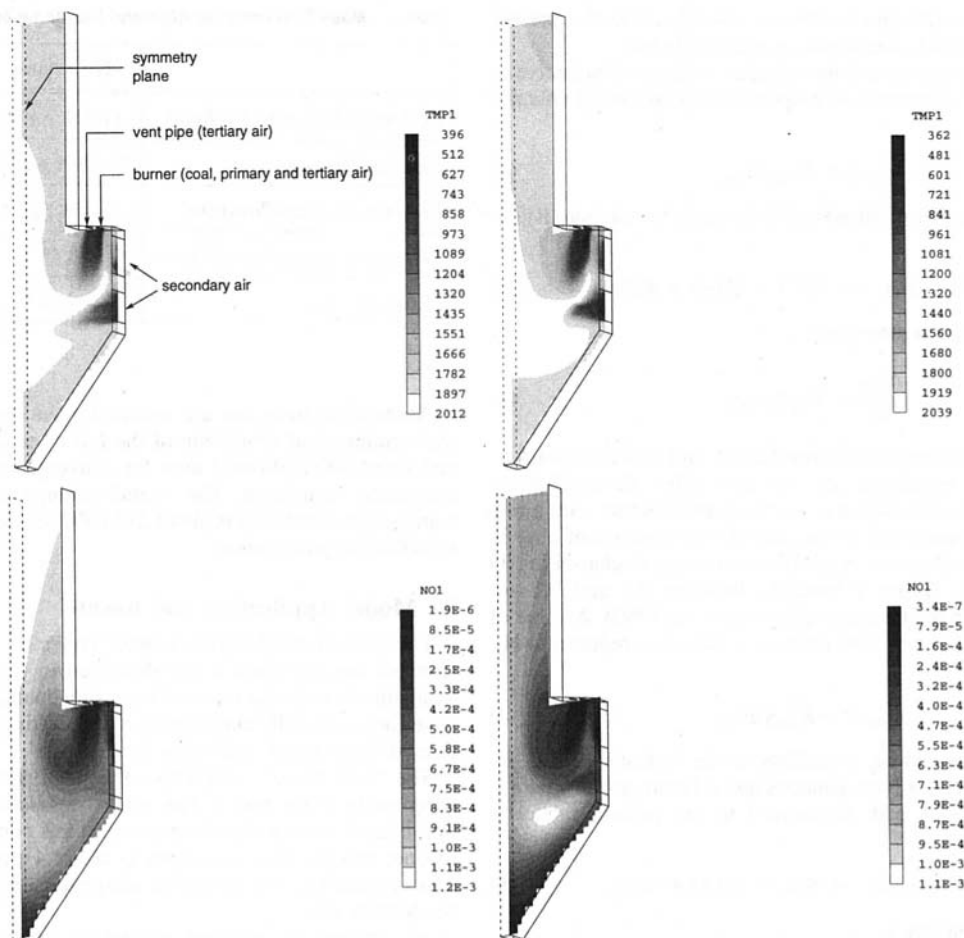 symmetry
plane
vent pipe (tertiary air)
burner (coal, primary and tertiary air)
secondary air
TMP1
396
512
627
743
858
973
1089
1204
1320
1435
1551
1666
1782
1897
2012
TMP1
362
481
601
721
841
961
1081
1200
1320
1440
1560
1680
1800
1919
2039
NO1
1.9E-6
8.5E-5
1.7E-4
2.5E-4
3.3E-4
4.2E-4
5.0E-4
5.8E-4
6.7E-4
7.5E-4
8.3E-4
9.1E-4
1.0E-3
1.1E-3
1.2E-3
NO1
3.4E-7
7.9E-5
1.6E-4
2.4E-4
3.2E-4
4.0E-4
4.7E-4
5.5E-4
6.3E-4
7.1E-4
7.9E-4
8.7E-4
9.5E-4
1.0E-3
1.1E-3